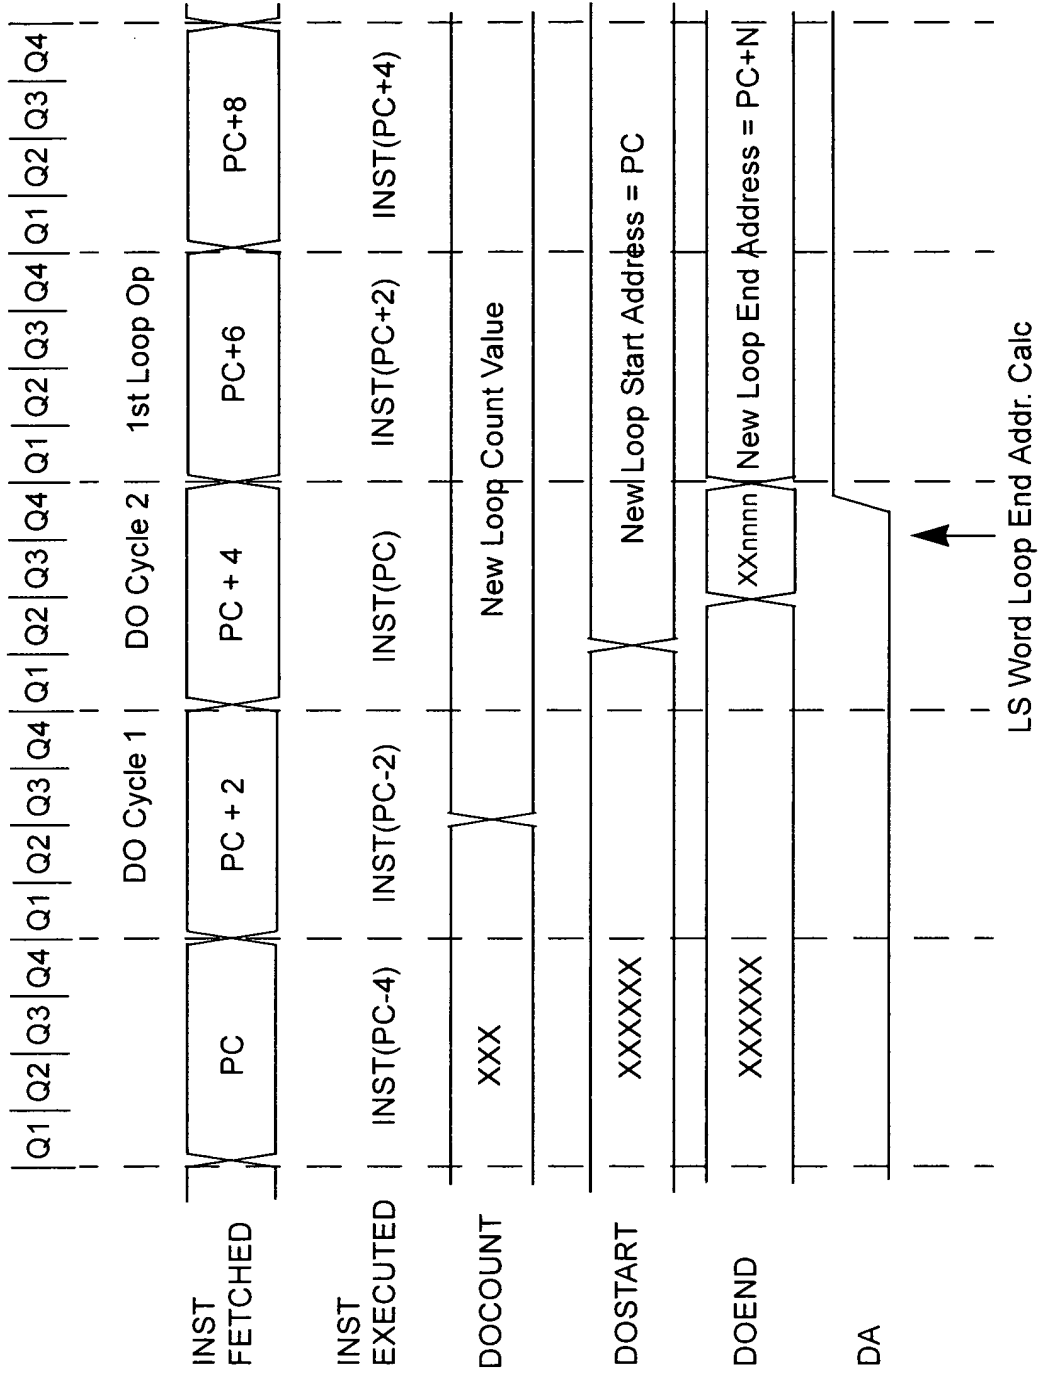 Q1 Q2 Q3 Q4 Q1 Q2 Q3 Q4 Q1 Q2 Q3 Q4 Q1 Q2 Q3 Q4 Q1 Q2 Q3 Q4
DO Cycle 1 DO Cycle 2 1st Loop Op
INST
FETCHED
PC PC + 2 PC + 4 PC+6 PC+8
INST
EXECUTED
INST(PC-4) INST(PC-2) INST(PC) INST(PC+2) INST(PC+4)
DOCOUNT XXX New Loop Count Value
DOSTART XXXXXX New Loop Start Address = PC
DOEND XXXXXX XXnnnn New Loop End Address = PC+N
DA
LS Word Loop End Addr. Calc